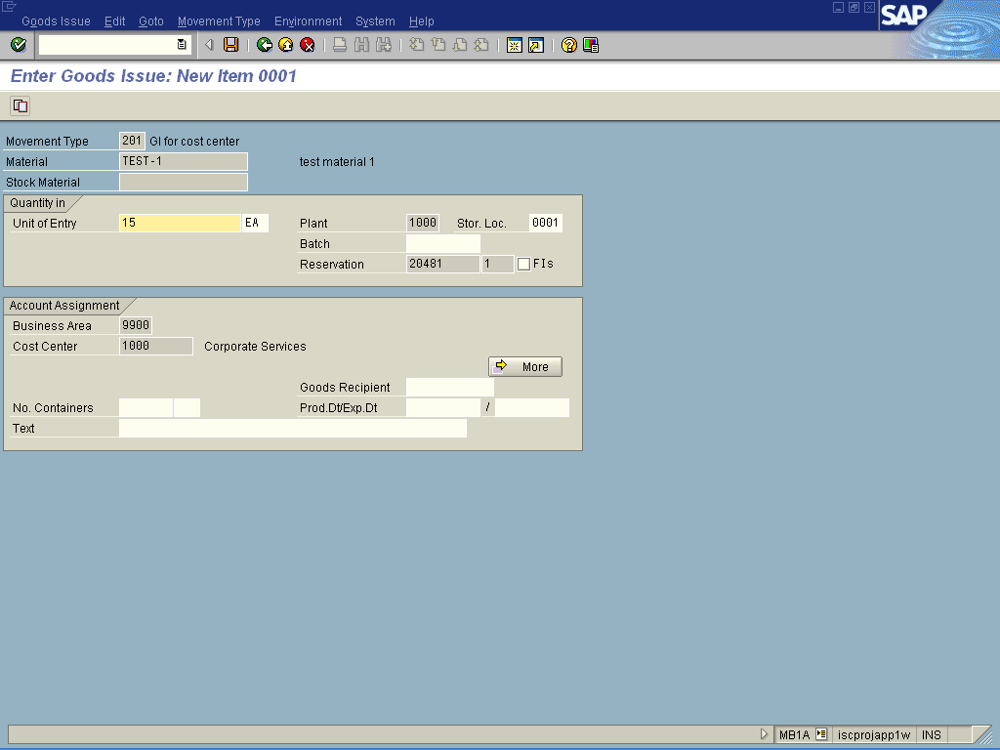 Goods Issue Edit Goto Movement Type Environment System Help
SAP
Enter Goods Issue: New Item 0001
Movement Type 201 GI for cost center
Material TEST-1 test material 1
Stock Material
Quantity in
Unit of Entry 15 EA Plant 1000 Stor. Loc. 0001
Batch
Reservation 20481 1 FIs
Account Assignment
Business Area 9900
Cost Center 1000 Corporate Services
More
Goods Recipient
No. Containers Prod.Dt/Exp.Dt /
Text
MB1A iscprojapp1w INS